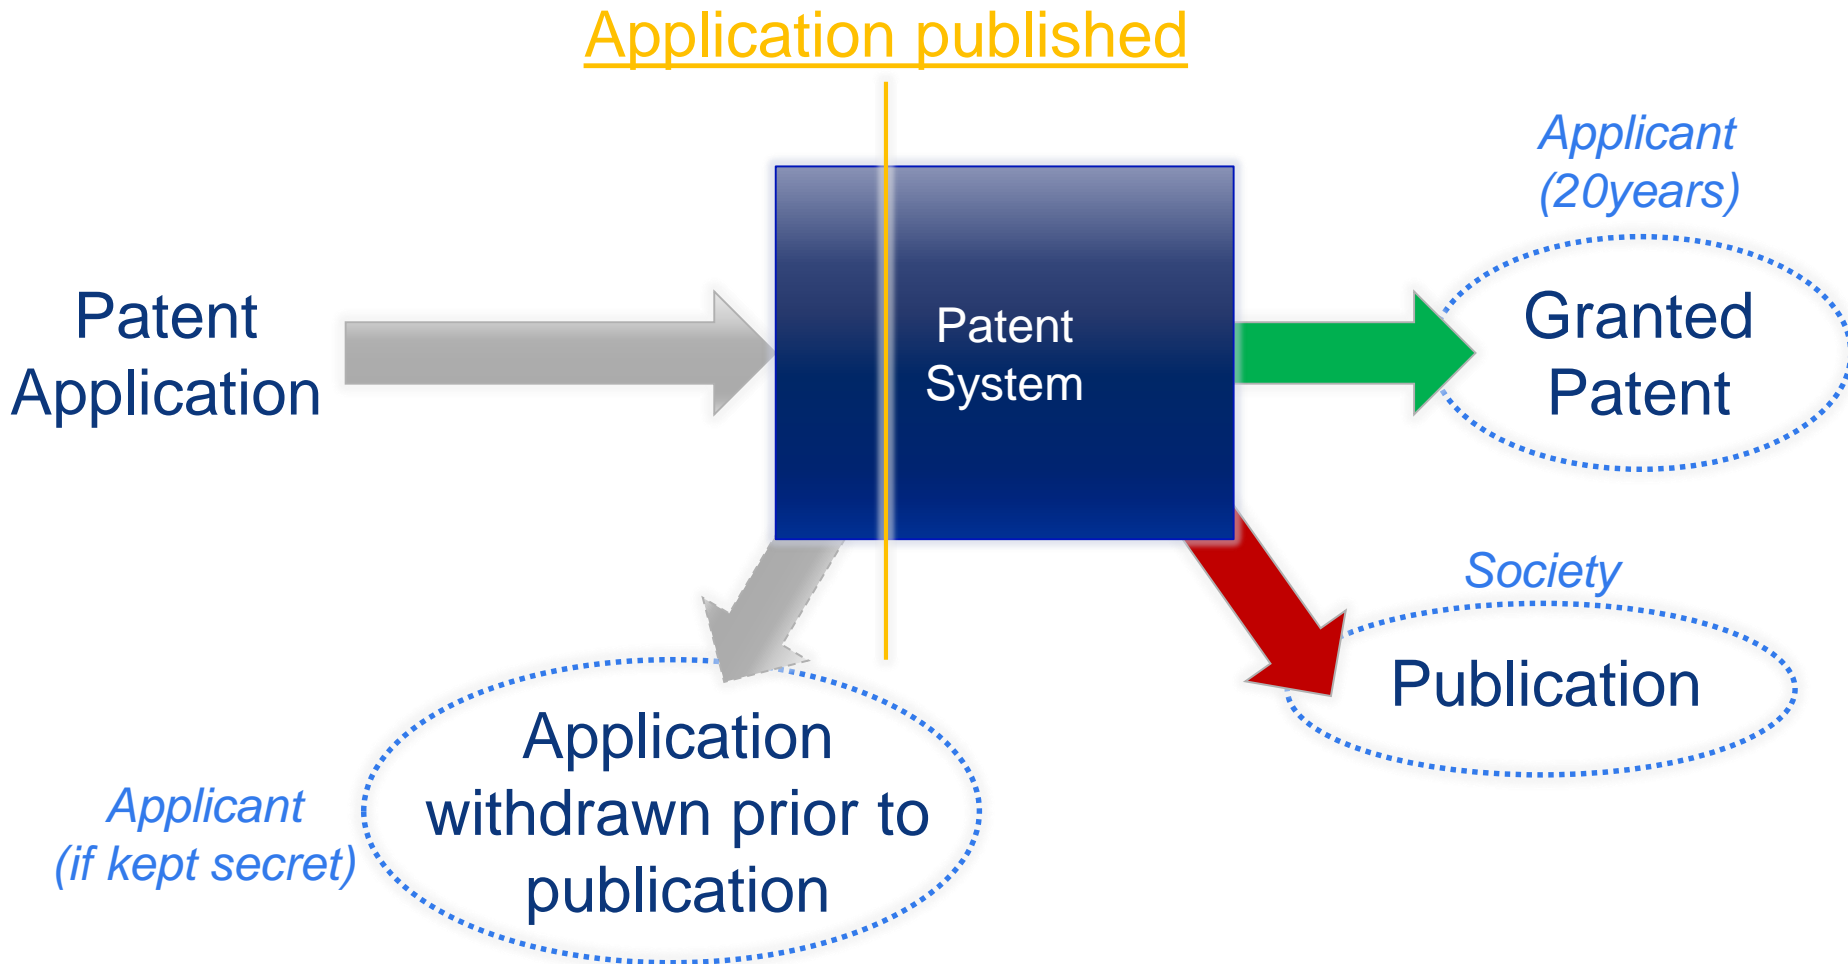 Application published
Applicant
(20years)
Patent
Application
Patent
System
Granted
Patent
Society
Publication
Application
withdrawn prior to
publication
Applicant
(if kept secret)